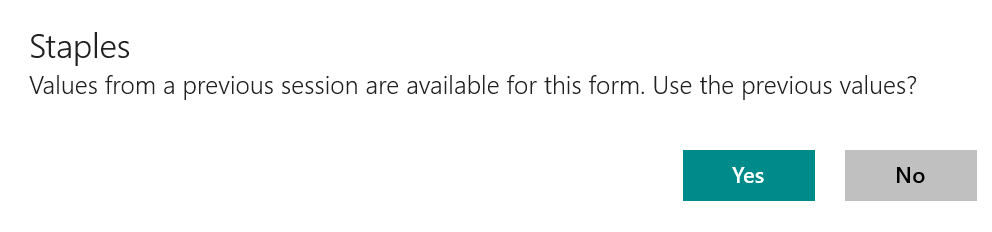 Staples
Values from a previous session are available for this form. Use the previous values?
Yes
No